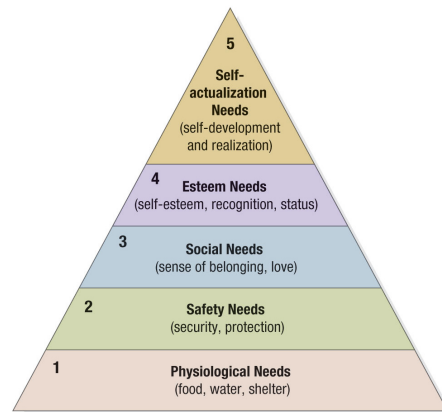 5
Self-
actualization
Needs
(self-development
and realization)
4
Esteem Needs
(self-esteem, recognition, status)
3
Social Needs
(sense of belonging, love)
2
Safety Needs
(security, protection)
1
Physiological Needs
(food, water, shelter)